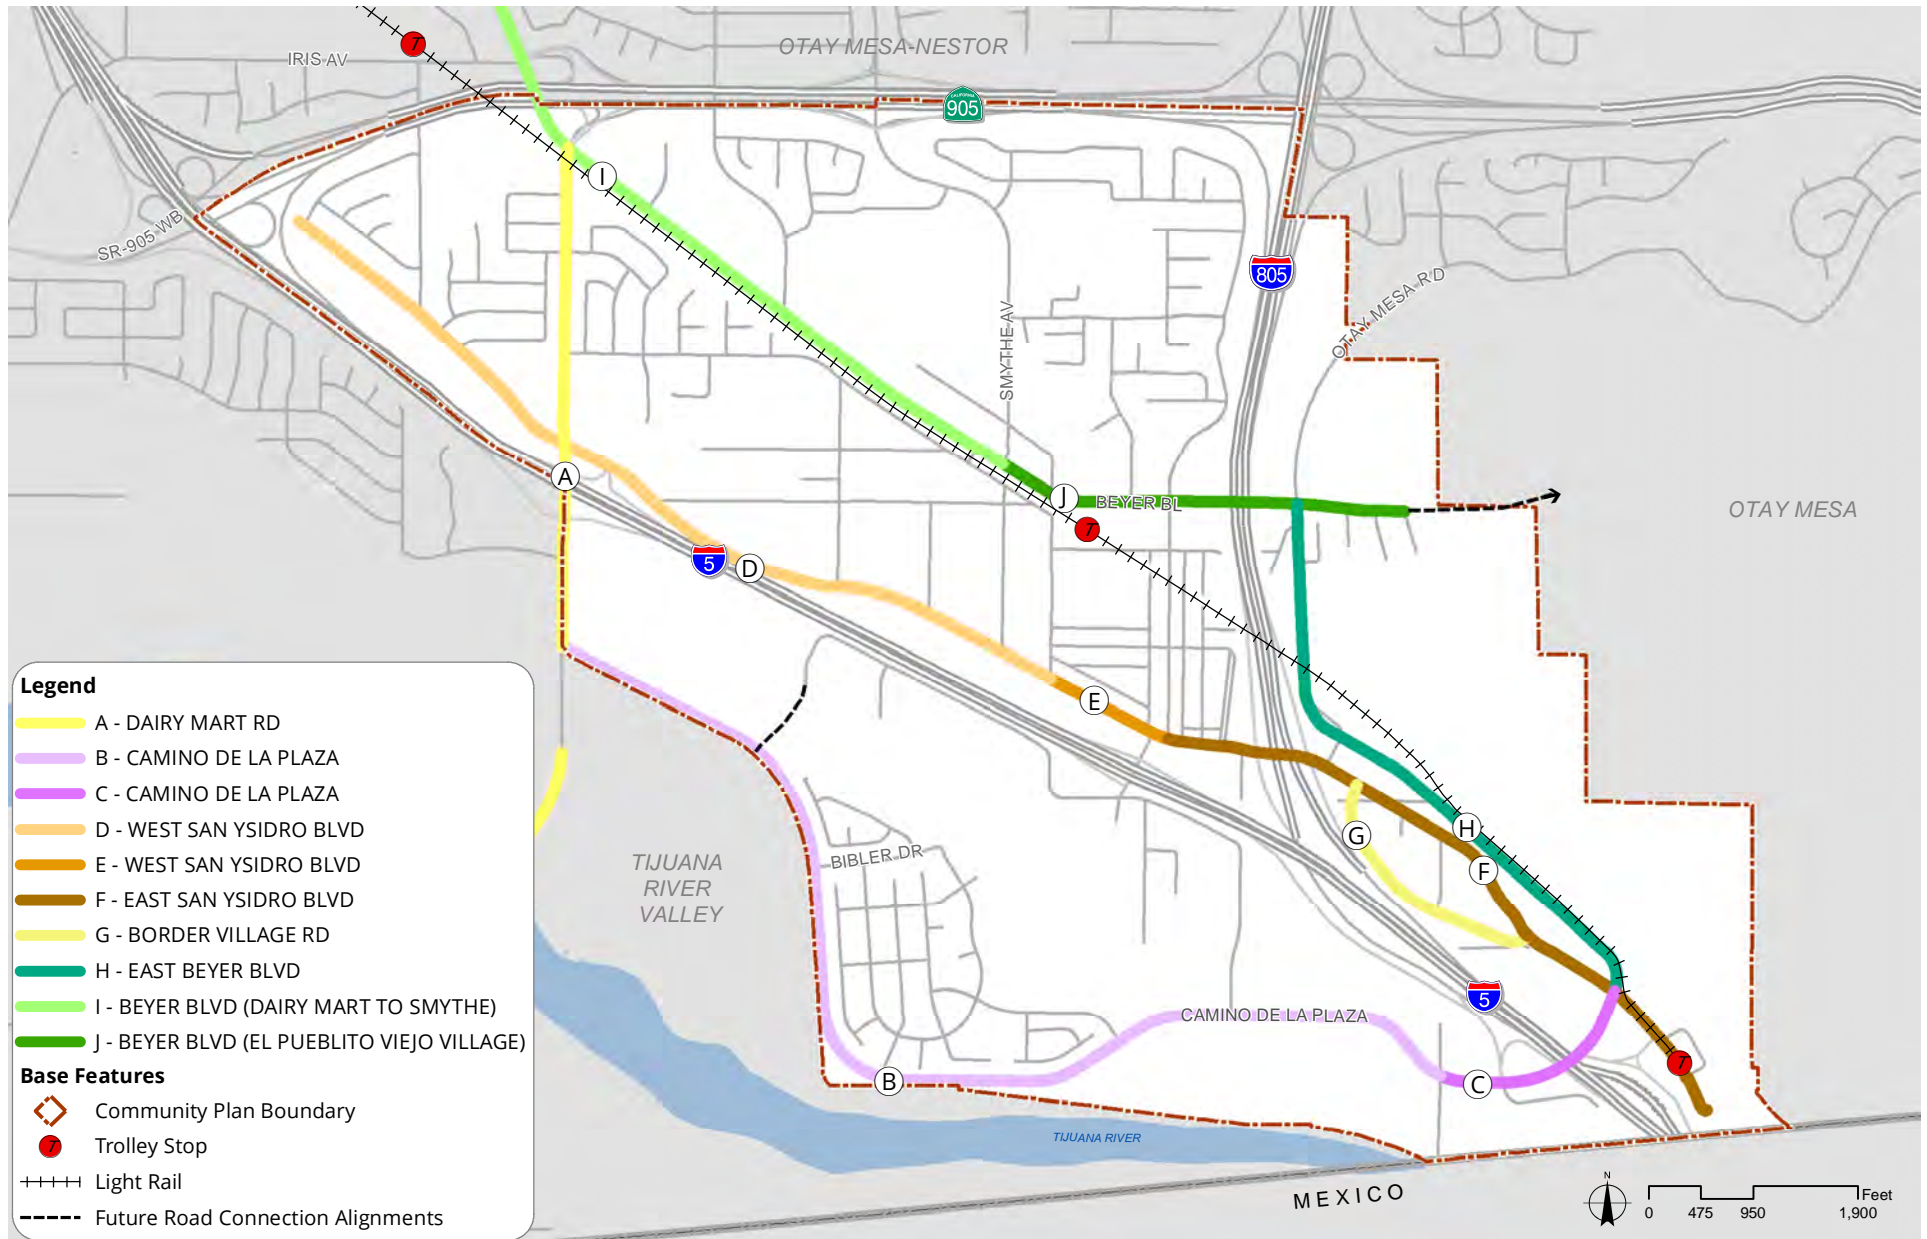 OTAY MESA-NESTOR
IRIS AV
CALIFORNIA
905
I
SR-905 WB
805
OTAY MESA RD
SMYTHE AV
A
J
BEYER BL
OTAY MESA
5
D
E
Legend
A - DAIRY MART RD
B - CAMINO DE LA PLAZA
C - CAMINO DE LA PLAZA
D - WEST SAN YSIDRO BLVD
E - WEST SAN YSIDRO BLVD
F - EAST SAN YSIDRO BLVD
G - BORDER VILLAGE RD
H - EAST BEYER BLVD
I - BEYER BLVD (DAIRY MART TO SMYTHE)
J - BEYER BLVD (EL PUEBLITO VIEJO VILLAGE)
Base Features
Community Plan Boundary
Trolley Stop
Light Rail
Future Road Connection Alignments
TIJUANA
RIVER
VALLEY
BIBLER DR
G
H
F
5
CAMINO DE LA PLAZA
B
C
TIJUANA RIVER
MEXICO
N
Feet
0 475 950 1,900